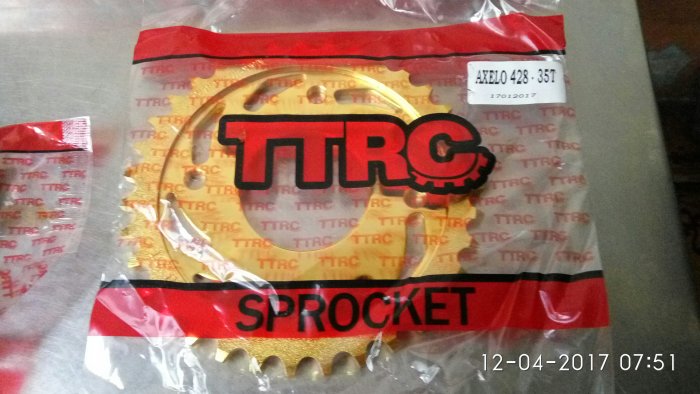 AXELO 428 - 35T
17012017
TTRC
SPROCKET
12-04-2017 07:51